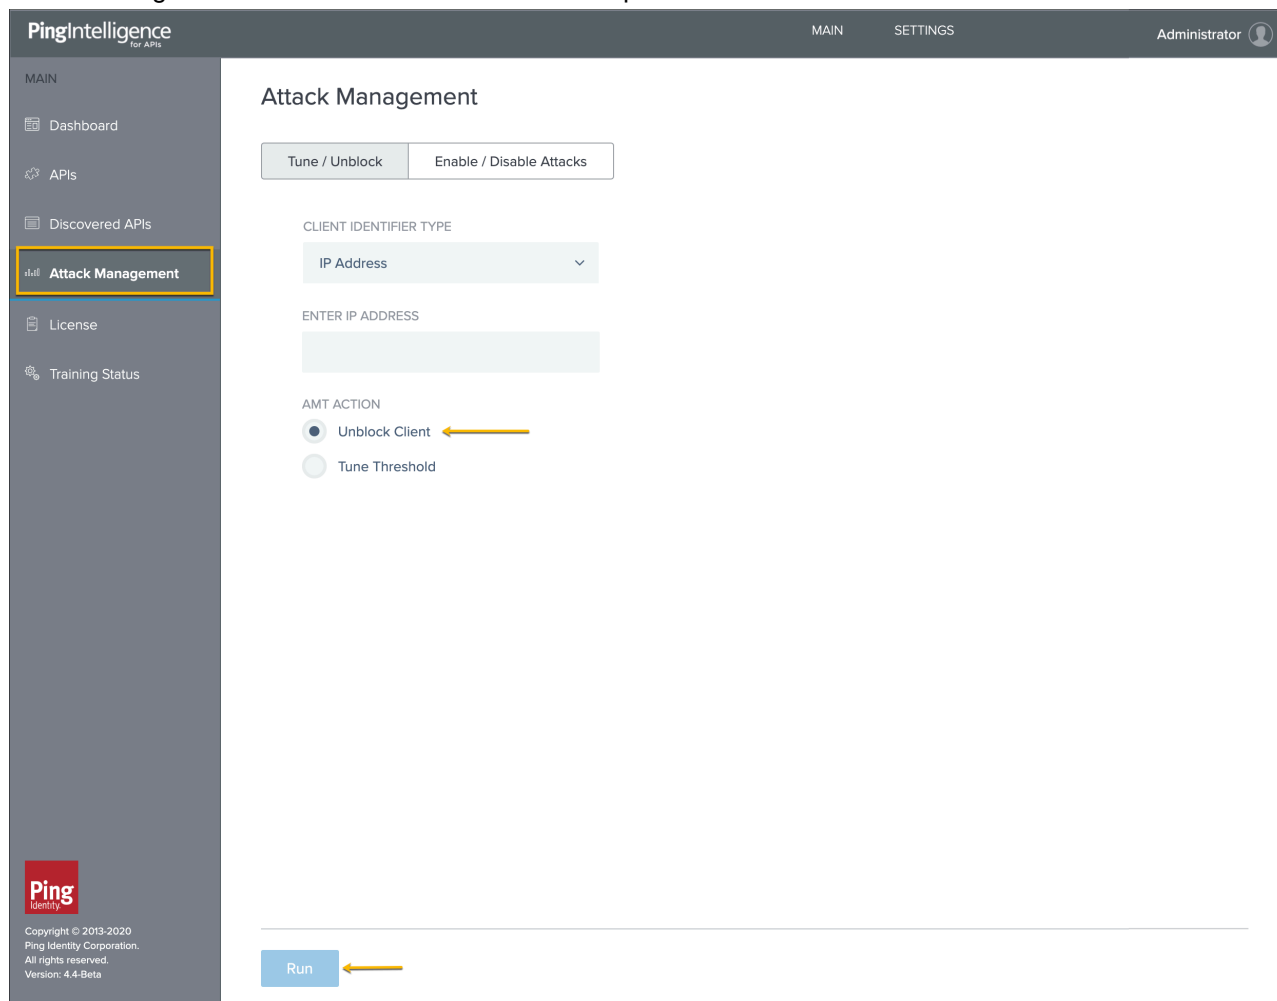 PingIntelligence
for APIs
MAIN
SETTINGS
Administrator
MAIN
Dashboard
APIs
Discovered APIs
Attack Management
License
Training Status
Attack Management
Tune / Unblock
Enable / Disable Attacks
CLIENT IDENTIFIER TYPE
IP Address
ENTER IP ADDRESS
AMT ACTION
Unblock Client
Tune Threshold
Ping
Identity.
Copyright © 2013-2020
Ping Identity Corporation.
All rights reserved.
Version: 4.4-Beta
Run